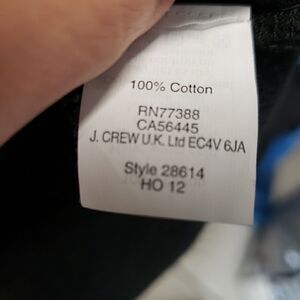 100% Cotton
RN77388
CA56445
J. CREW U.K. Ltd EC4V 6JA
Style 28614
HO 12